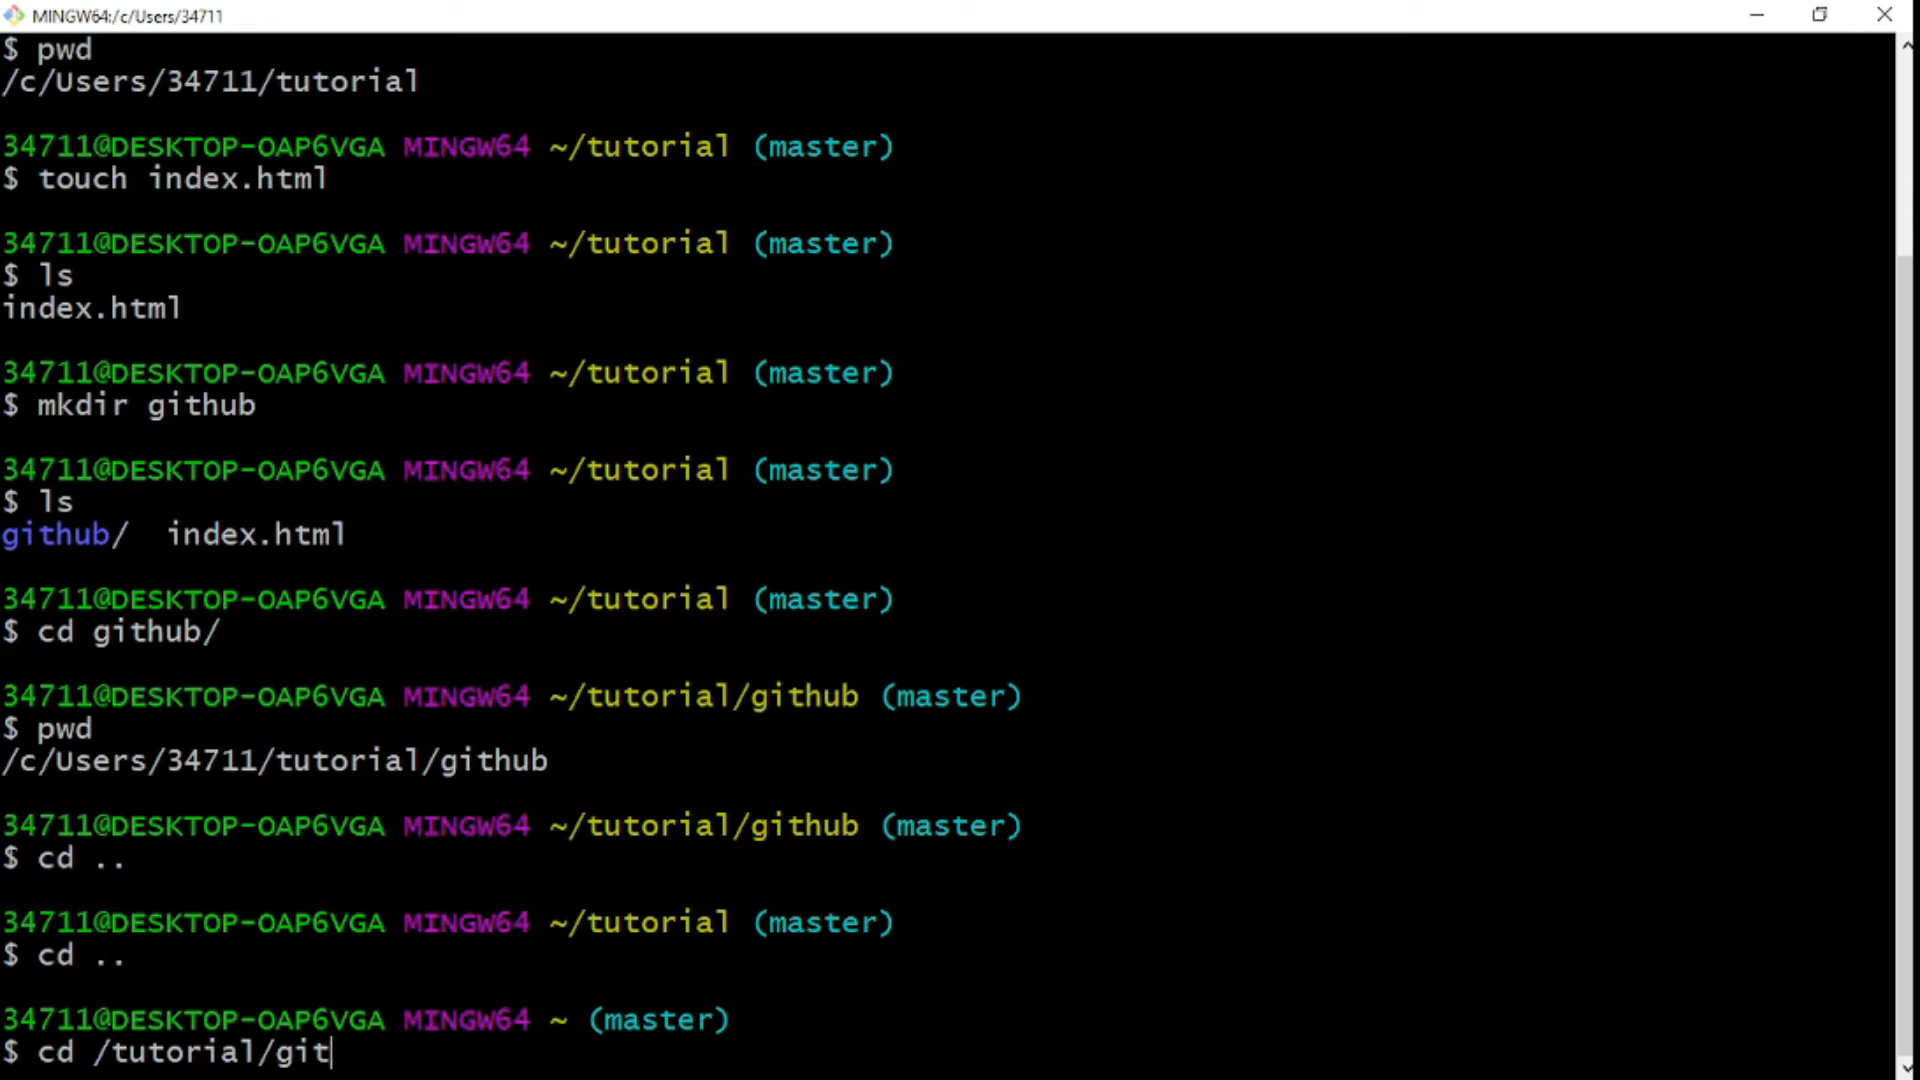 MINGW64:/c/Users/34711
$ pwd
/c/Users/34711/tutorial
34711@DESKTOP-OAP6VGA MINGW64 ~/tutorial (master)
$ touch index.html
34711@DESKTOP-OAP6VGA MINGW64 ~/tutorial (master)
$ ls
index.html
34711@DESKTOP-OAP6VGA MINGW64 ~/tutorial (master)
$ mkdir github
34711@DESKTOP-OAP6VGA MINGW64 ~/tutorial (master)
$ ls
github/  index.html
34711@DESKTOP-OAP6VGA MINGW64 ~/tutorial (master)
$ cd github/
34711@DESKTOP-OAP6VGA MINGW64 ~/tutorial/github (master)
$ pwd
/c/Users/34711/tutorial/github
34711@DESKTOP-OAP6VGA MINGW64 ~/tutorial/github (master)
$ cd ..
34711@DESKTOP-OAP6VGA MINGW64 ~/tutorial (master)
$ cd ..
34711@DESKTOP-OAP6VGA MINGW64 ~ (master)
$ cd /tutorial/git